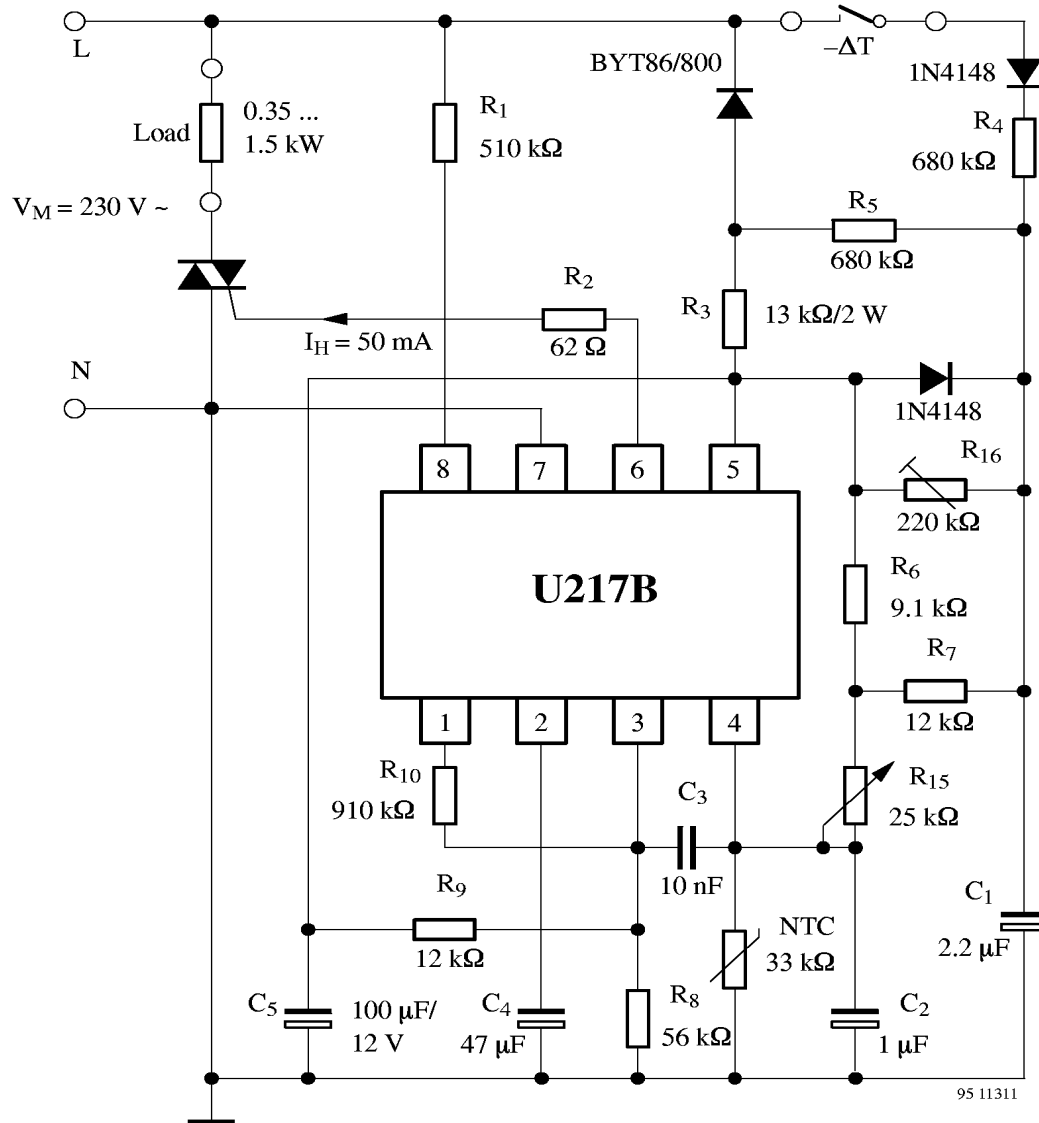 L
−ΔT
BYT86/800
1N4148
0.35 ...
1.5 kW
Load
R1
510 kΩ
R4
680 kΩ
VM = 230 V ~
R5
680 kΩ
R2
R3
13 kΩ/2 W
IH = 50 mA
62 Ω
N
1N4148
8
7
6
5
R16
220 kΩ
U217B
R6
9.1 kΩ
R7
12 kΩ
1
2
3
4
R10
910 kΩ
C3
R15
25 kΩ
10 nF
R9
12 kΩ
NTC
33 kΩ
C1
2.2 μF
C5
100 μF/
12 V
C4
47 μF
R8
56 kΩ
C2
1 μF
95 11311